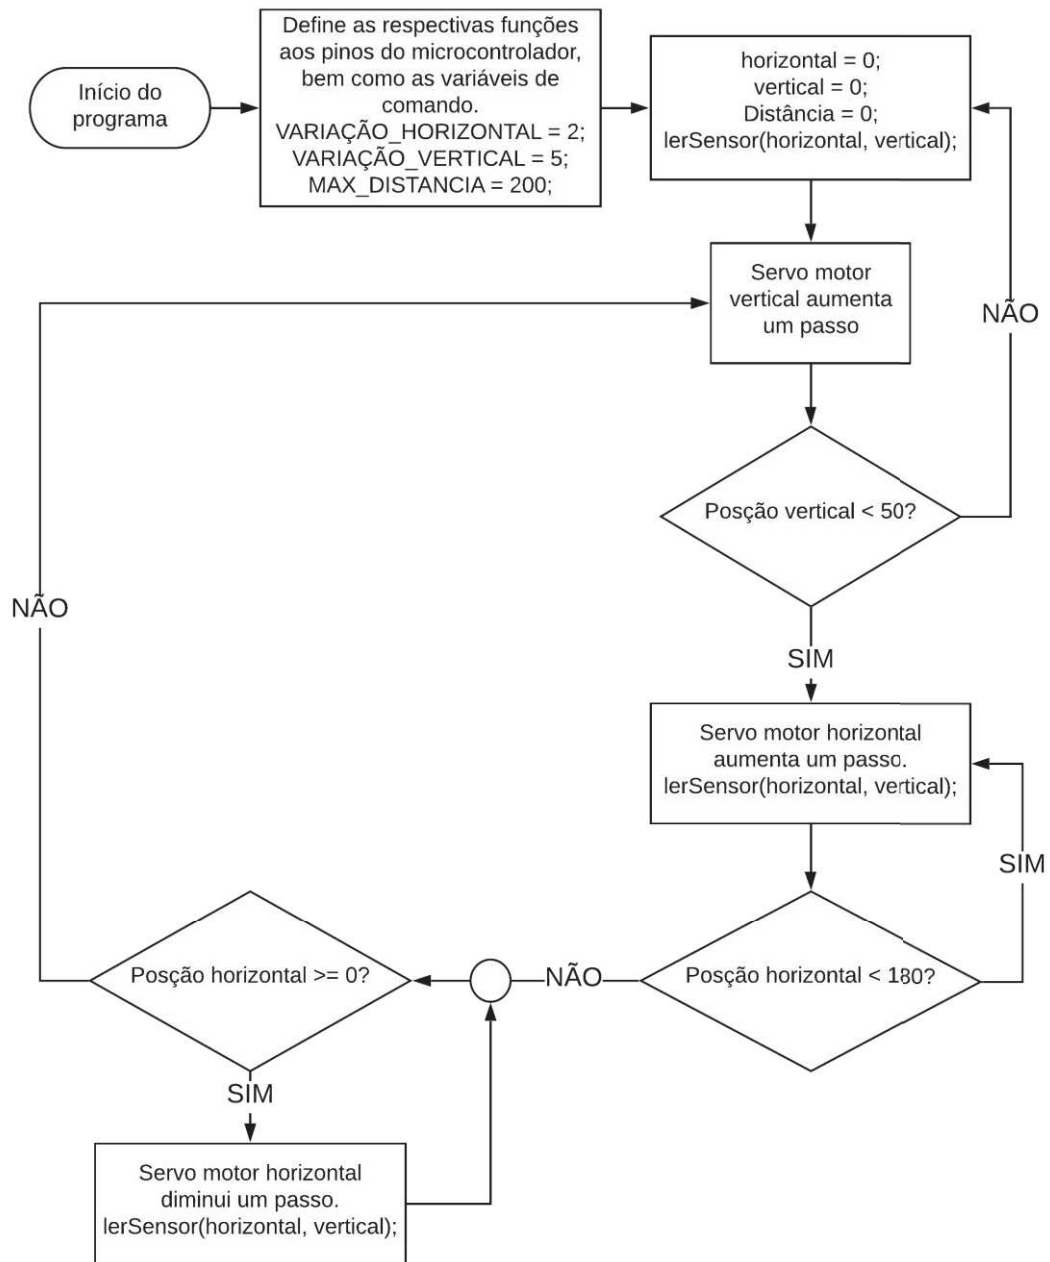 Início do
programa
Define as respectivas funções
aos pinos do microcontrolador,
bem como as variáveis de
comando.
VARIAÇÃO_HORIZONTAL = 2;
VARIAÇÃO_VERTICAL = 5;
MAX_DISTANCIA = 200;
horizontal = 0;
vertical = 0;
Distância = 0;
lerSensor(horizontal, vertical);
Servo motor
vertical aumenta
um passo
NÃO
Posção vertical < 50?
NÃO
SIM
Servo motor horizontal
aumenta um passo.
lerSensor(horizontal, vertical);
SIM
Posção horizontal < 180?
NÃO
Posção horizontal >= 0?
SIM
Servo motor horizontal
diminui um passo.
lerSensor(horizontal, vertical);